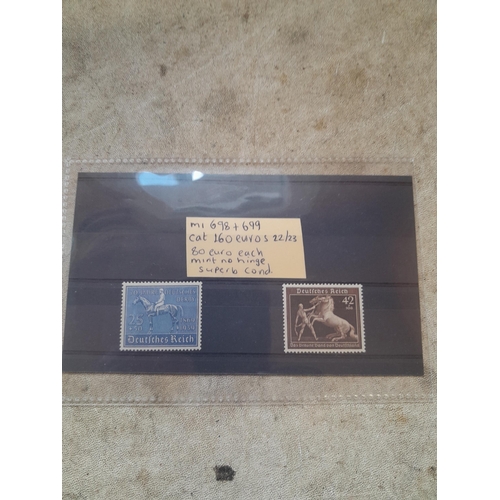 mi 698 + 699
cat 160 euros 22/23
80 euro each
mint no hinge
superb cond.
Deutsches Reich
Deutsches Reich
42